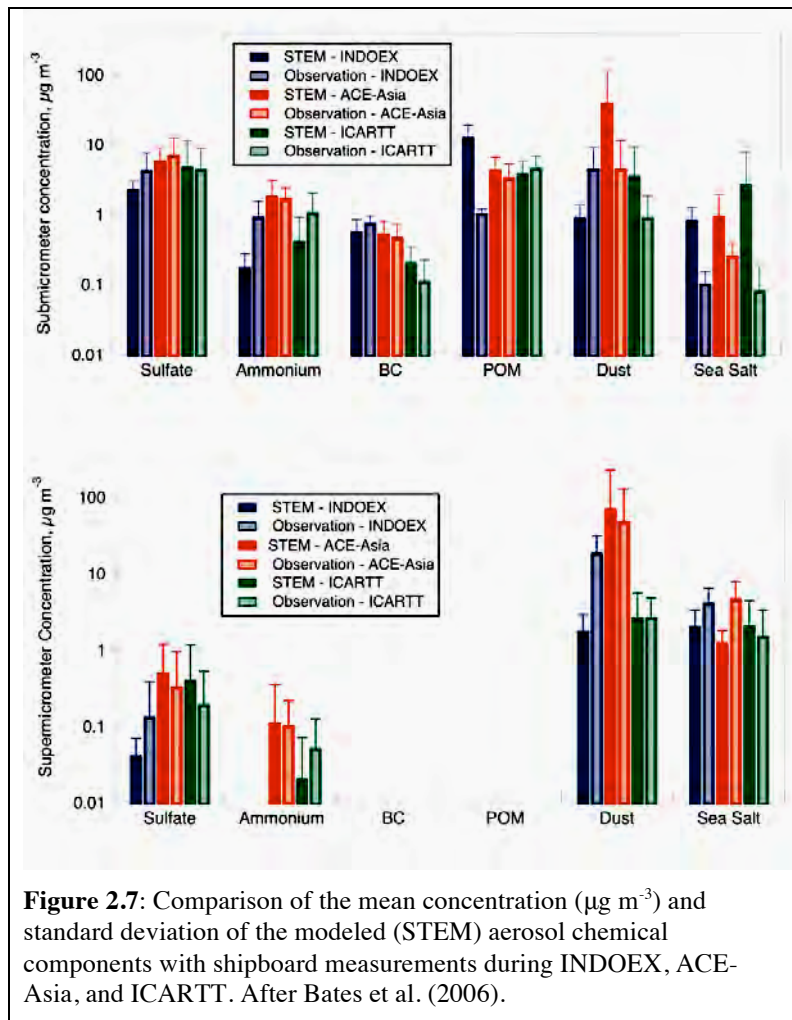 Submicrometer concentration, µg m-3
100
10
1
0.1
0.01
STEM - INDOEX
Observation - INDOEX
STEM - ACE-Asia
Observation - ACE-Asia
STEM - ICARTT
Observation - ICARTT
Sulfate Ammonium BC POM Dust Sea Salt
Supermicrometer Concentration, µg m-3
100
10
1
0.1
0.01
STEM - INDOEX
Observation - INDOEX
STEM - ACE-Asia
Observation - ACE-Asia
STEM - ICARTT
Observation - ICARTT
Sulfate Ammonium BC POM Dust Sea Salt
Figure 2.7: Comparison of the mean concentration (µg m-3) and
standard deviation of the modeled (STEM) aerosol chemical
components with shipboard measurements during INDOEX, ACE-
Asia, and ICARTT. After Bates et al. (2006).